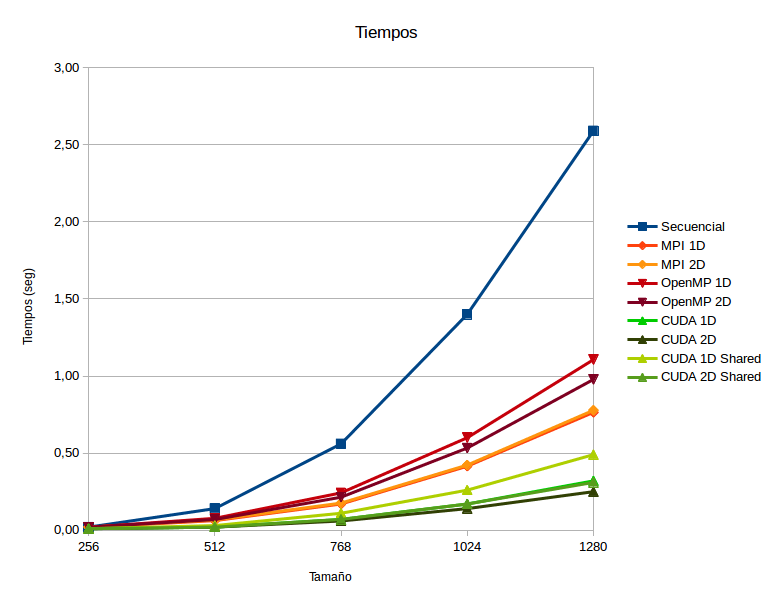 Tiempos
3,00
2,50
2,00
1,50
1,00
0,50
0,00
Tiempos (seg)
256
512
768
1024
1280
Tamaño
Secuencial
MPI 1D
MPI 2D
OpenMP 1D
OpenMP 2D
CUDA 1D
CUDA 2D
CUDA 1D Shared
CUDA 2D Shared